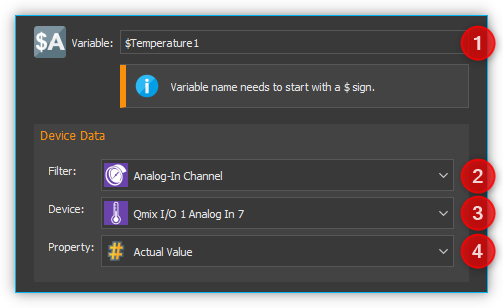 $A Variable: $Temperature1 1
i Variable name needs to start with a $ sign.
Device Data
Filter: Analog-In Channel 2
Device: Qmix I/O 1 Analog In 7 3
Property: # Actual Value 4